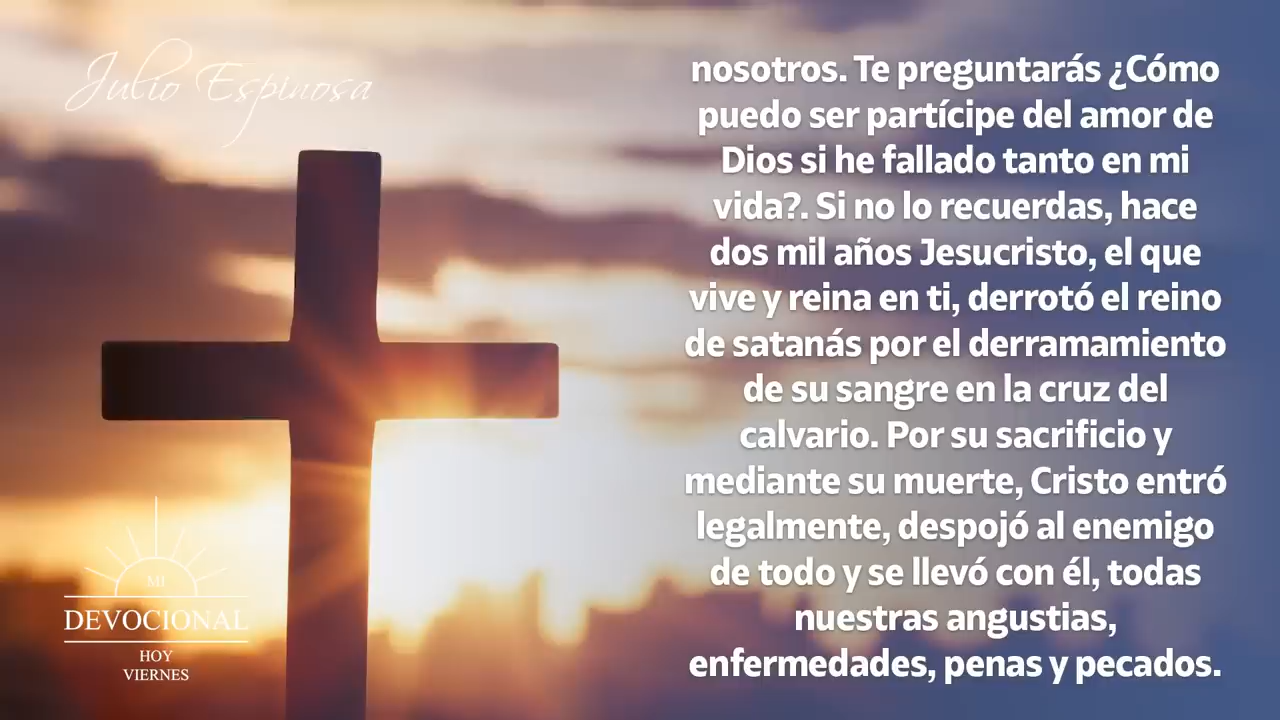 Julio Espinosa
nosotros. Te preguntarás ¿Cómo
puedo ser partícipe del amor de
Dios si he fallado tanto en mi
vida?. Si no lo recuerdas, hace
dos mil años Jesucristo, el que
vive y reina en ti, derrotó el reino
de satanás por el derramamiento
de su sangre en la cruz del
calvario. Por su sacrificio y
mediante su muerte, Cristo entró
legalmente, despojó al enemigo
de todo y se llevó con él, todas
nuestras angustias,
enfermedades, penas y pecados.
MI
DEVOCIONAL
HOY
VIERNES